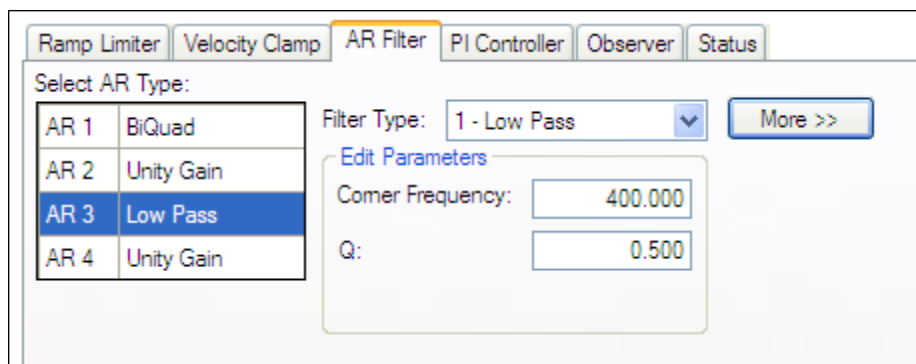 Ramp Limiter Velocity Clamp AR Filter PI Controller Observer Status
Select AR Type:
AR 1 BiQuad
AR 2 Unity Gain
AR 3 Low Pass
AR 4 Unity Gain
Filter Type: 1 - Low Pass More >>
Edit Parameters
Corner Frequency: 400.000
Q: 0.500